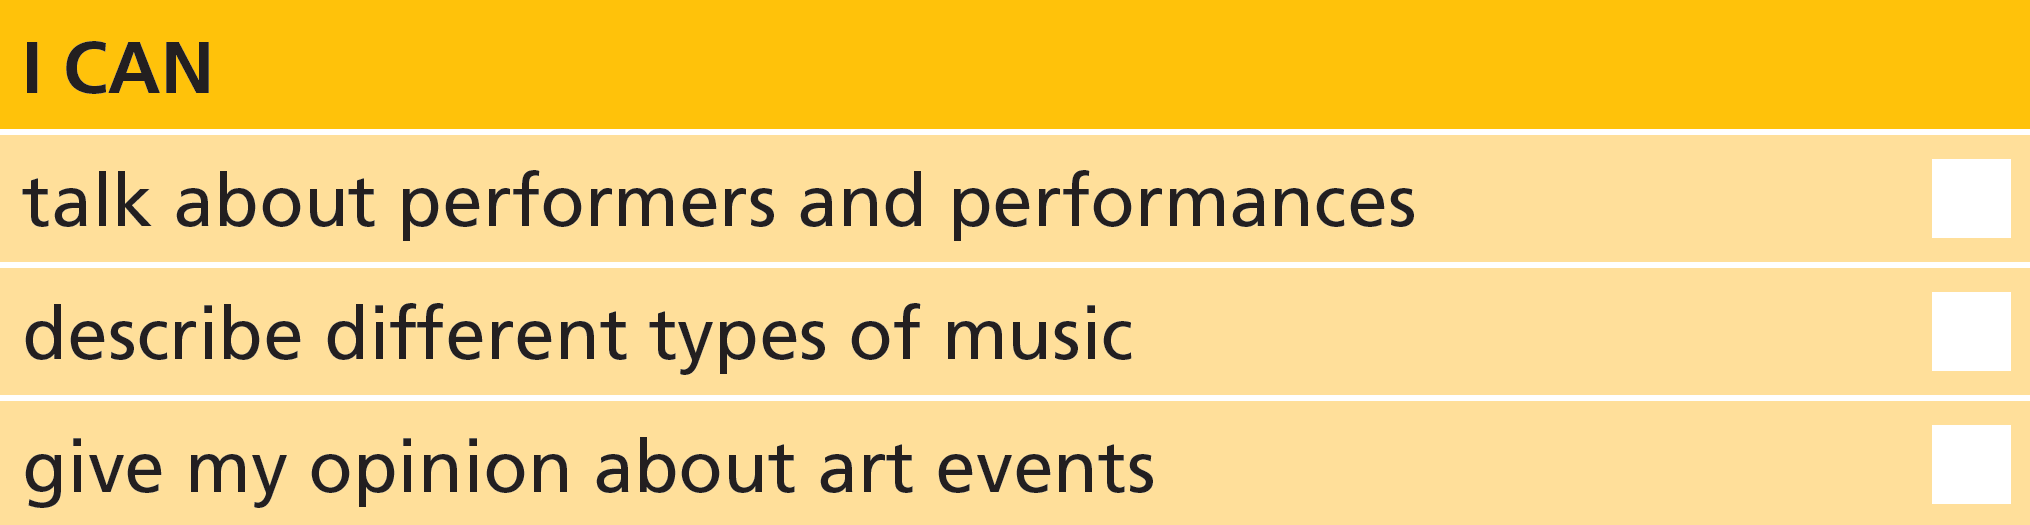 I CAN
talk about performers and performances
describe different types of music
give my opinion about art events